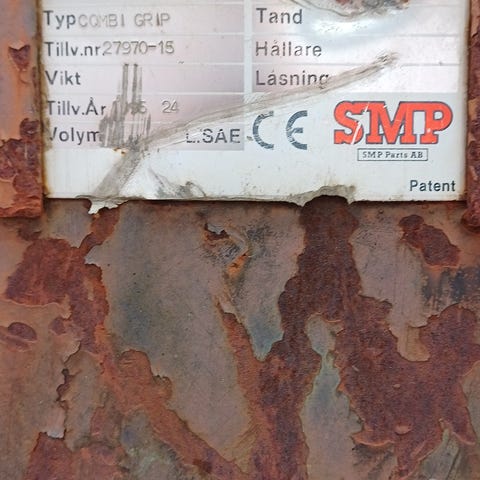 Typ COMBI GRIP Tand
Tillv.nr 27970-15 Hållare
Vikt Låsning
Tillv.År 24
Volym L.SAE CE SMP
SMP Parts AB
Patent